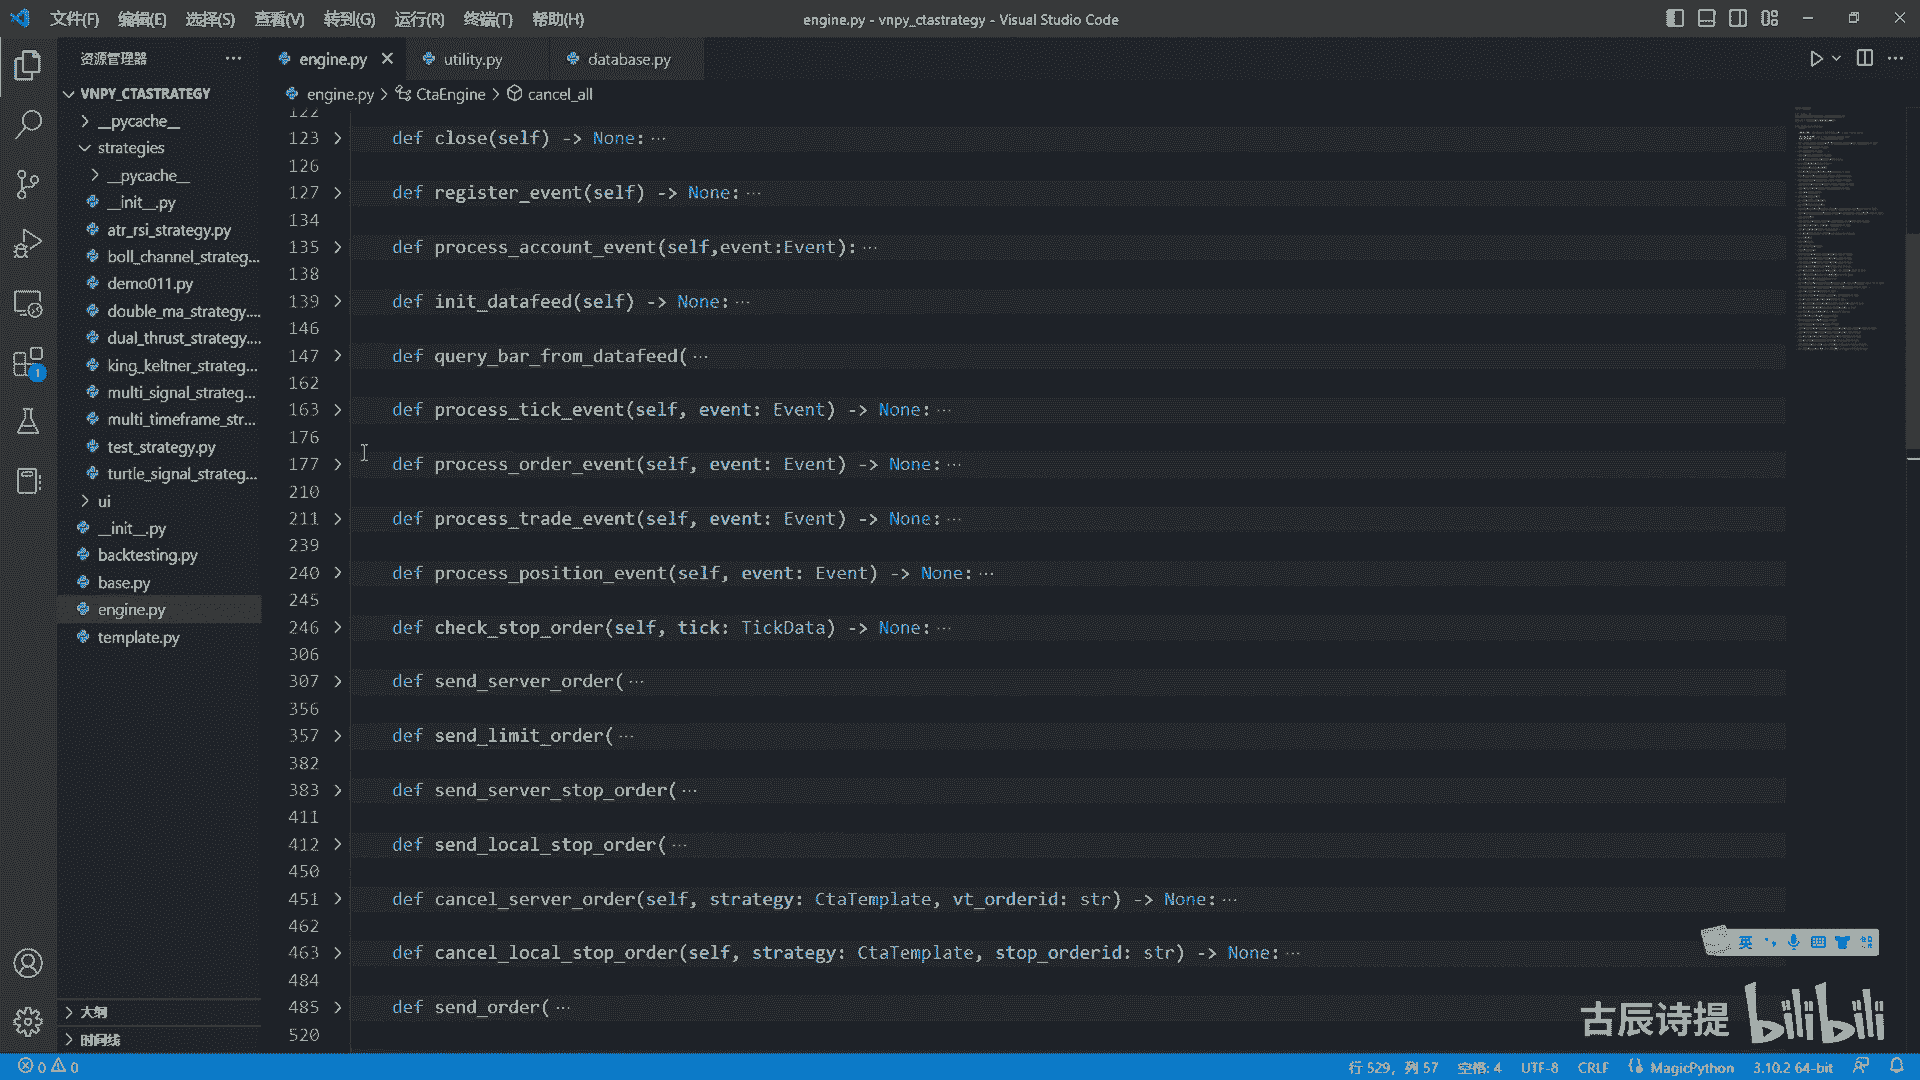 文件(F) 编辑(E) 选择(S) 查看(V) 转到(G) 运行(R) 终端(T) 帮助(H)
engine.py - vnpy_ctastrategy - Visual Studio Code
资源管理器 ···
VNPY_CTASTRATEGY
__pycache__
strategies
__pycache__
__init__.py
atr_rsi_strategy.py
boll_channel_strateg...
demo011.py
double_ma_strategy....
dual_thrust_strategy....
king_keltner_strateg...
multi_signal_strateg...
multi_timeframe_str...
test_strategy.py
turtle_signal_strateg...
ui
__init__.py
backtesting.py
base.py
engine.py
template.py
大纲
时间线
1
engine.py
utility.py
database.py
engine.py > CtaEngine > cancel_all
122
123 def close(self) -> None: ···
126
127 def register_event(self) -> None: ···
134
135 def process_account_event(self,event:Event): ···
138
139 def init_datafeed(self) -> None: ···
146
147 def query_bar_from_datafeed( ···
162
163 def process_tick_event(self, event: Event) -> None: ···
176
177 def process_order_event(self, event: Event) -> None: ···
210
211 def process_trade_event(self, event: Event) -> None: ···
239
240 def process_position_event(self, event: Event) -> None: ···
245
246 def check_stop_order(self, tick: TickData) -> None: ···
306
307 def send_server_order( ···
356
357 def send_limit_order( ···
382
383 def send_server_stop_order( ···
411
412 def send_local_stop_order( ···
450
451 def cancel_server_order(self, strategy: CtaTemplate, vt_orderid: str) -> None: ···
462
463 def cancel_local_stop_order(self, strategy: CtaTemplate, stop_orderid: str) -> None: ···
484
485 def send_order( ···
520
英
古辰诗提 bilibili
0 0
行 529，列 57 空格: 4 UTF-8 CRLF MagicPython 3.10.2 64-bit